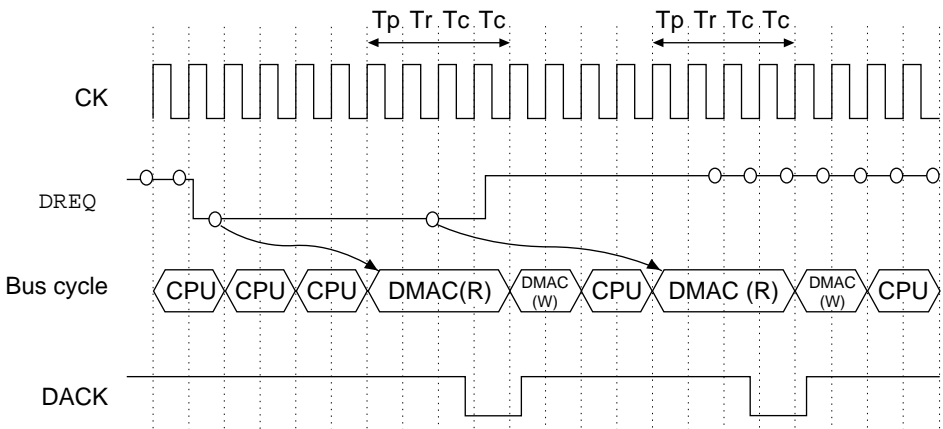 Tp Tr Tc Tc Tp Tr Tc Tc
CK
DREQ
Bus cycle CPU CPU CPU DMAC(R) DMAC (W) CPU DMAC (R) DMAC (W) CPU
DACK